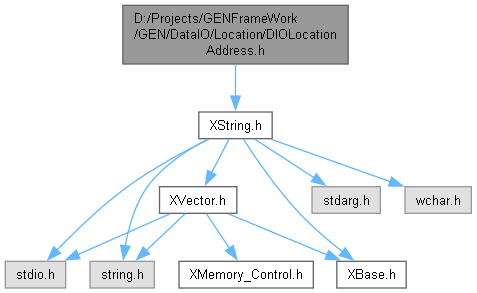 D:/Projects/GENFrameWork
/GEN/DataIO/Location/DIOLocation
Address.h
XString.h
XVector.h
stdarg.h
wchar.h
stdio.h
string.h
XMemory_Control.h
XBase.h